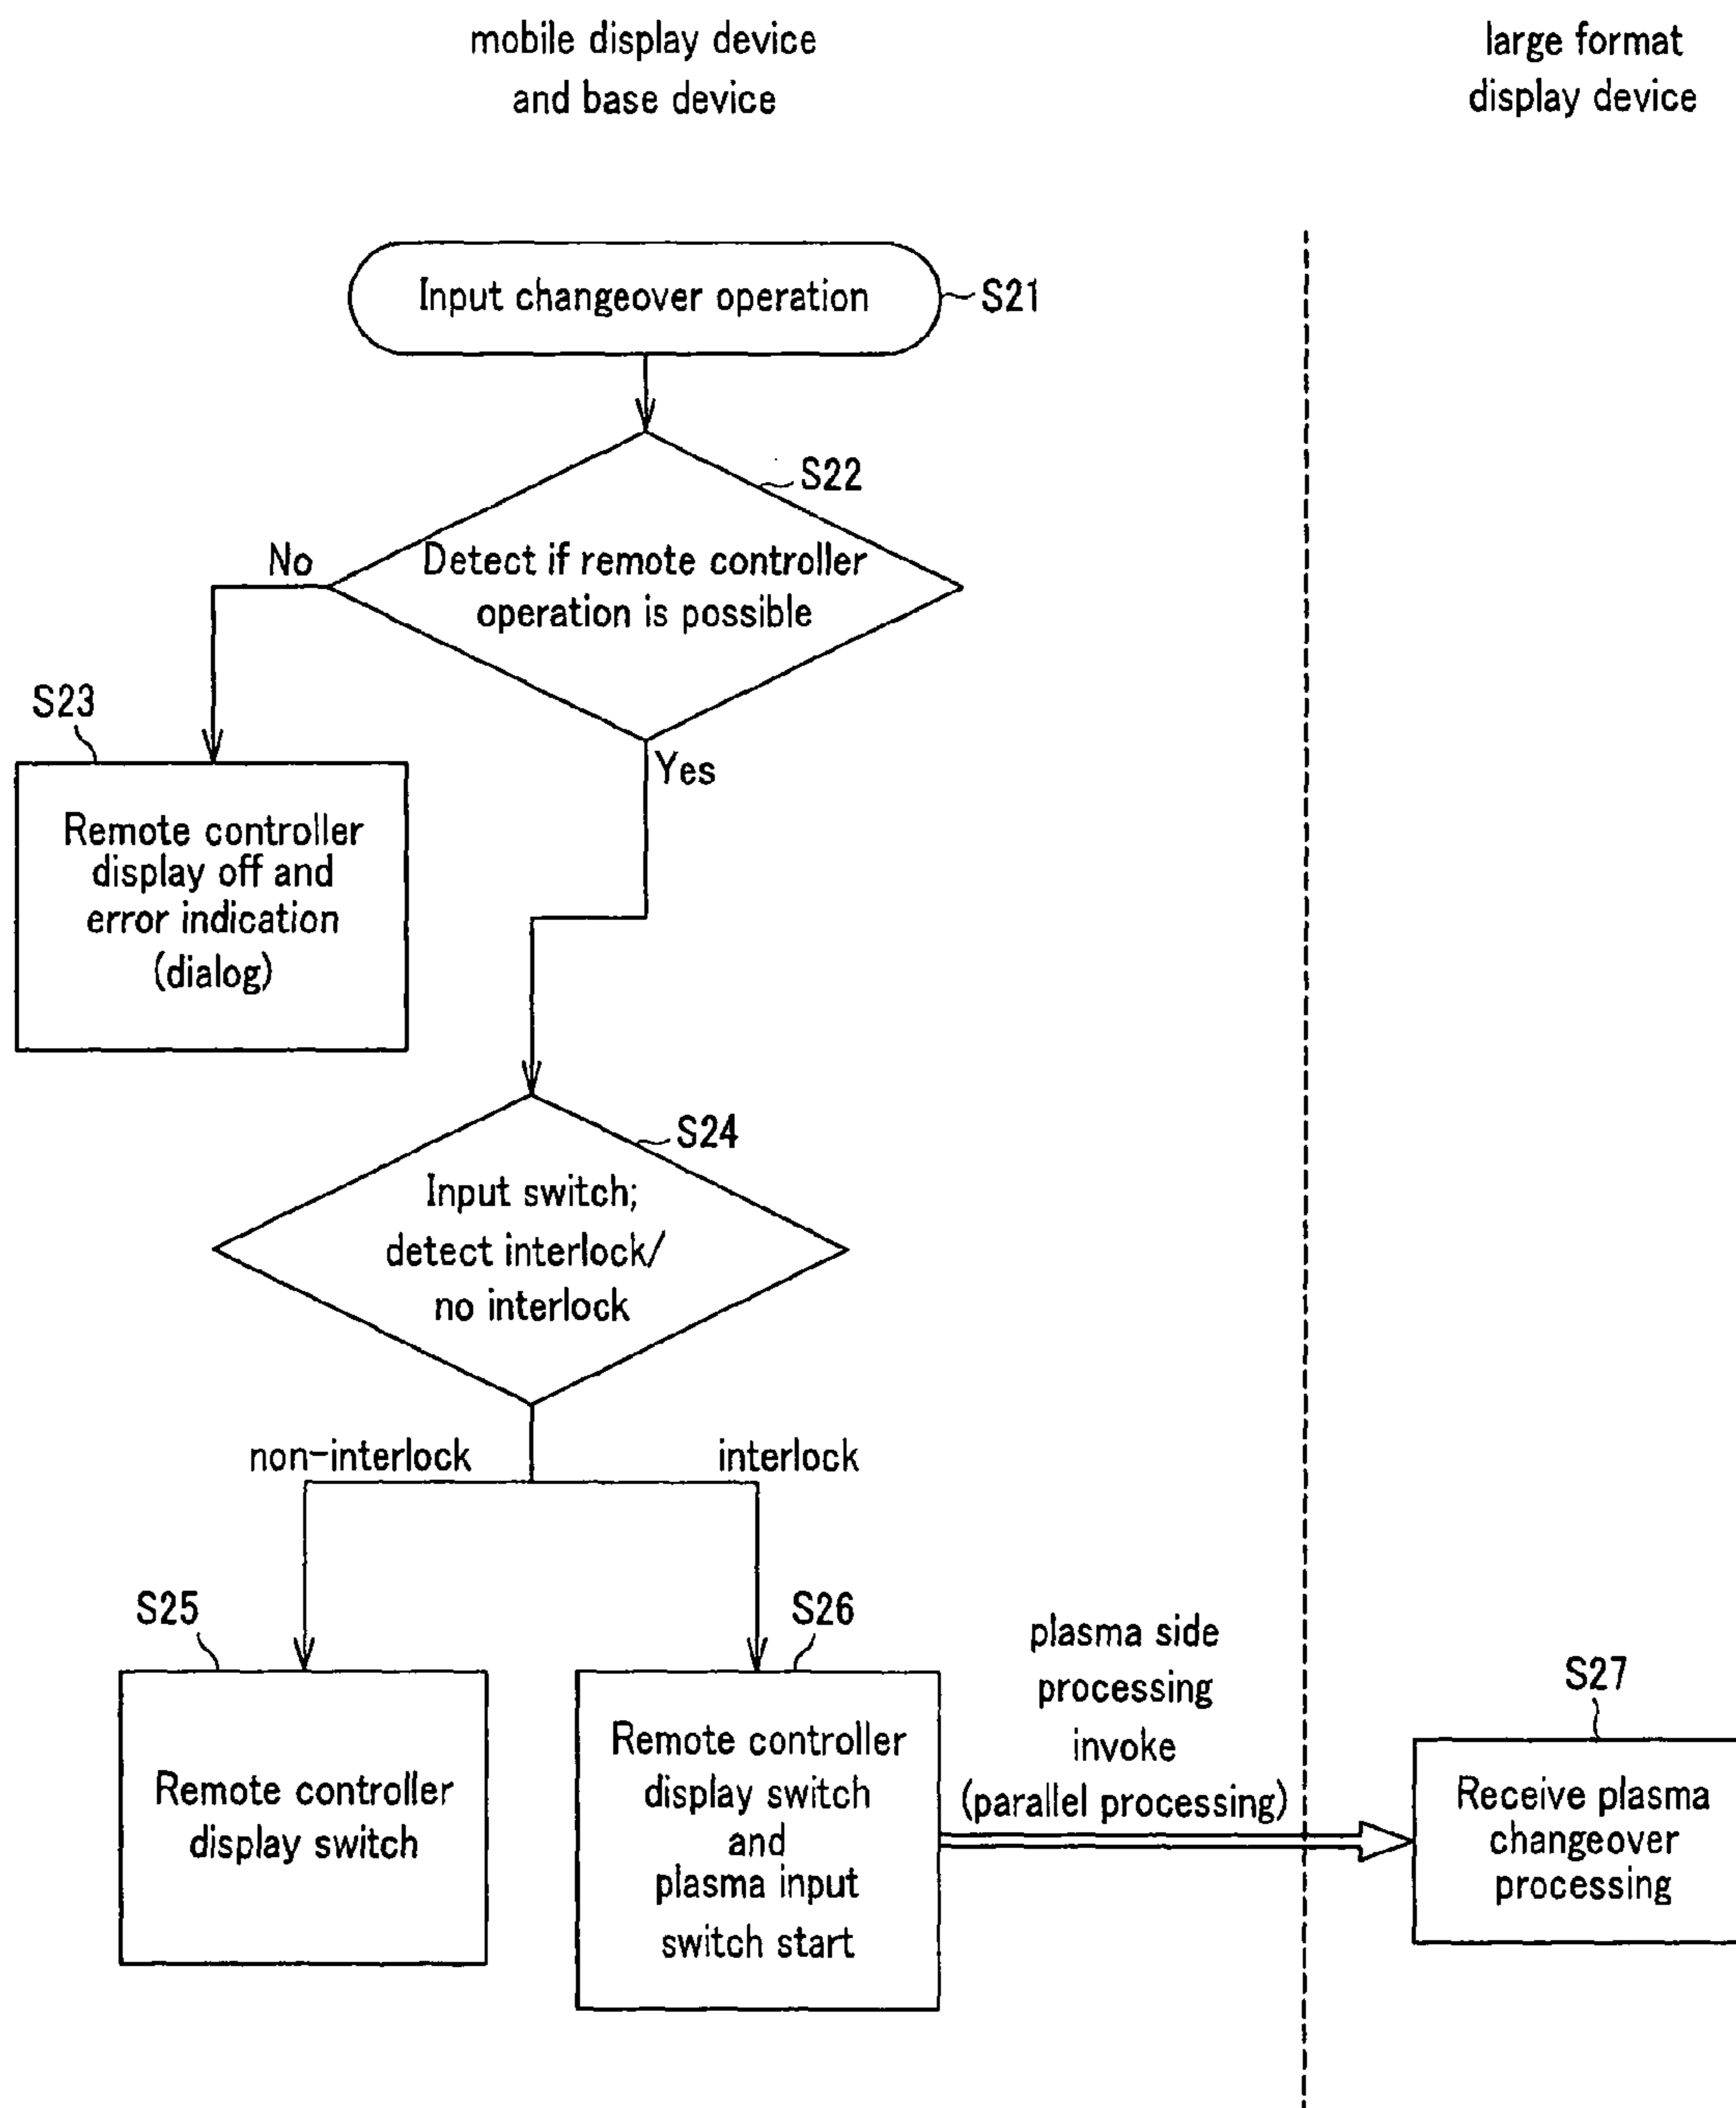 mobile display device
and base device
large format
display device
Input changeover operation
S21
S22
Detect if remote controller
operation is possible
No
Yes
S23
Remote controller
display off and
error indication
(dialog)
S24
Input switch;
detect interlock/
no interlock
non-interlock
interlock
S25
Remote controller
display switch
S26
Remote controller
display switch
and
plasma input
switch start
plasma side
processing
invoke
(parallel processing)
S27
Receive plasma
changeover
processing